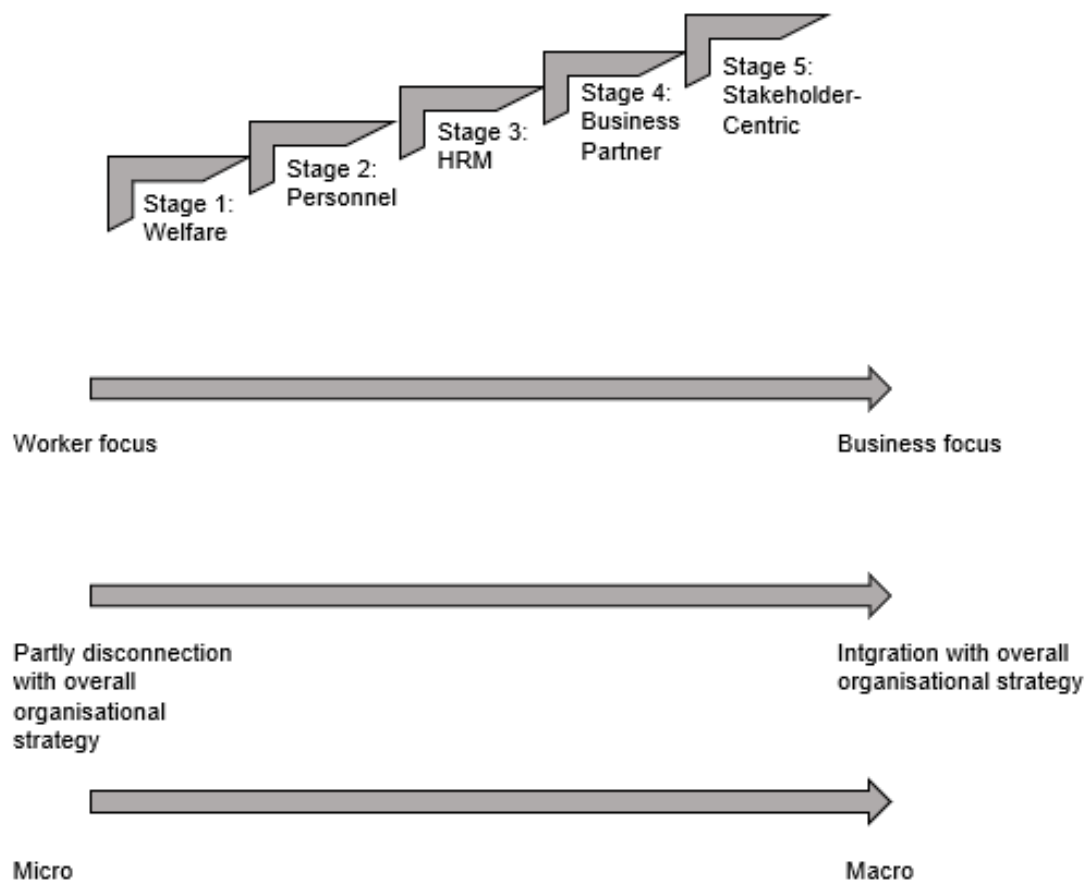 Stage 1:
Welfare
Stage 2:
Personnel
Stage 3:
HRM
Stage 4:
Business
Partner
Stage 5:
Stakeholder-
Centric
Worker focus
Business focus
Partly disconnection
with overall
organisational
strategy
Intgration with overall
organisational strategy
Micro
Macro